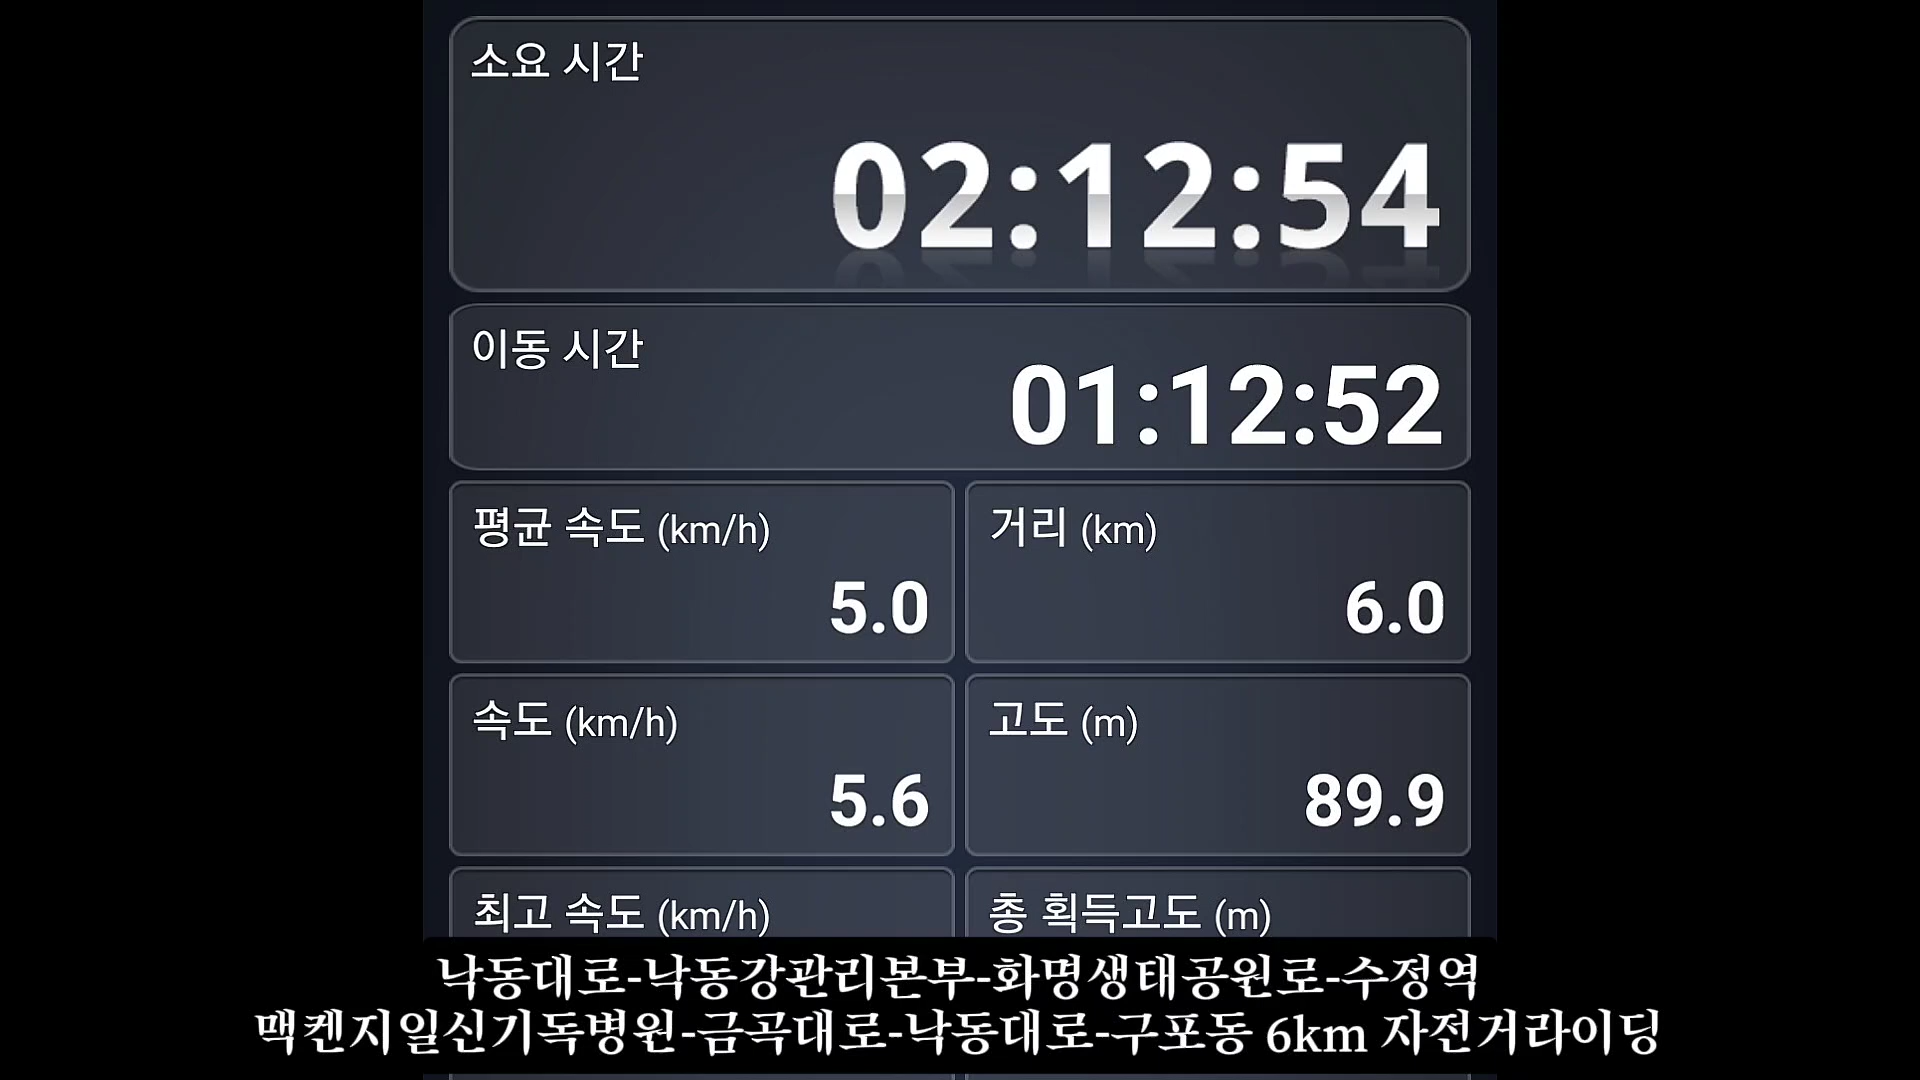 소요 시간
02:12:54
이동 시간
01:12:52
평균 속도 (km/h)
5.0
거리 (km)
6.0
속도 (km/h)
5.6
고도 (m)
89.9
최고 속도 (km/h)
총 획득고도 (m)
낙동대로-낙동강관리본부-화명생태공원로-수정역
맥켄지일신기독병원-금곡대로-낙동대로-구포동 6km 자전거라이딩